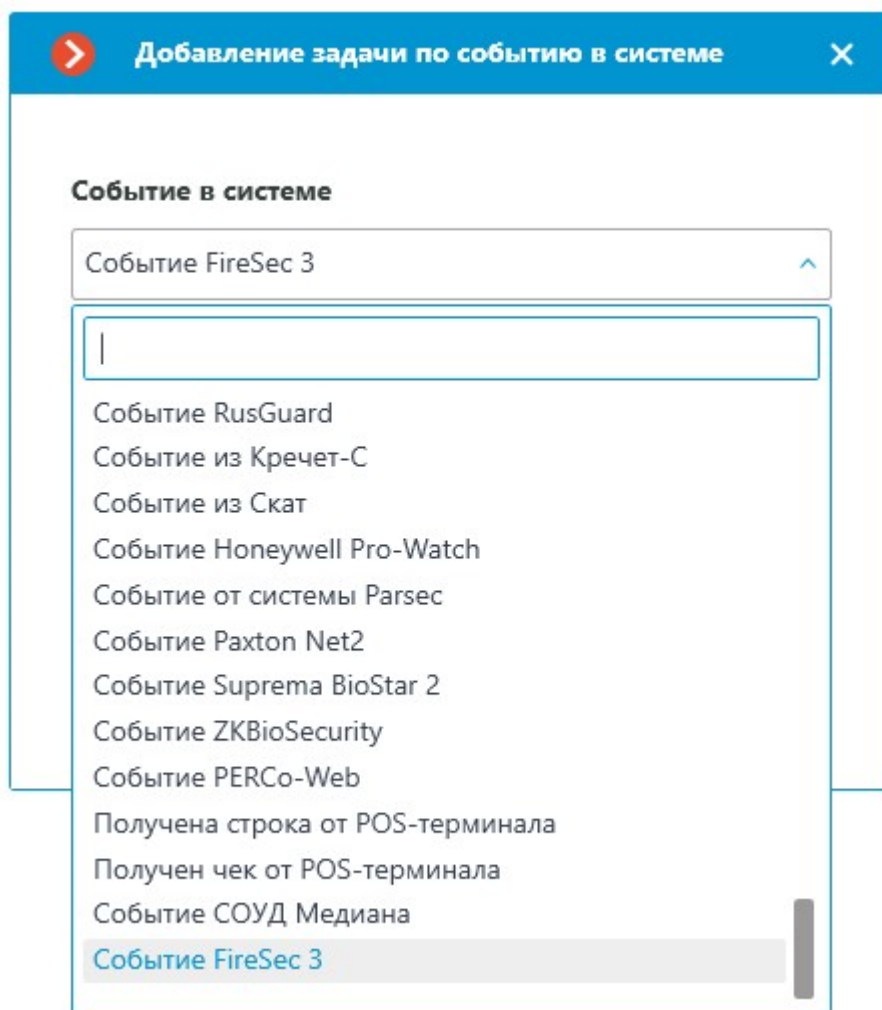 Добавление задачи по событию в системе
Событие в системе
Событие FireSec 3
Событие RusGuard
Событие из Кречет-С
Событие из Скат
Событие Honeywell Pro-Watch
Событие от системы Parsec
Событие Paxton Net2
Событие Suprema BioStar 2
Событие ZKBioSecurity
Событие PERCo-Web
Получена строка от POS-терминала
Получен чек от POS-терминала
Событие СОУД Медиана
Событие FireSec 3